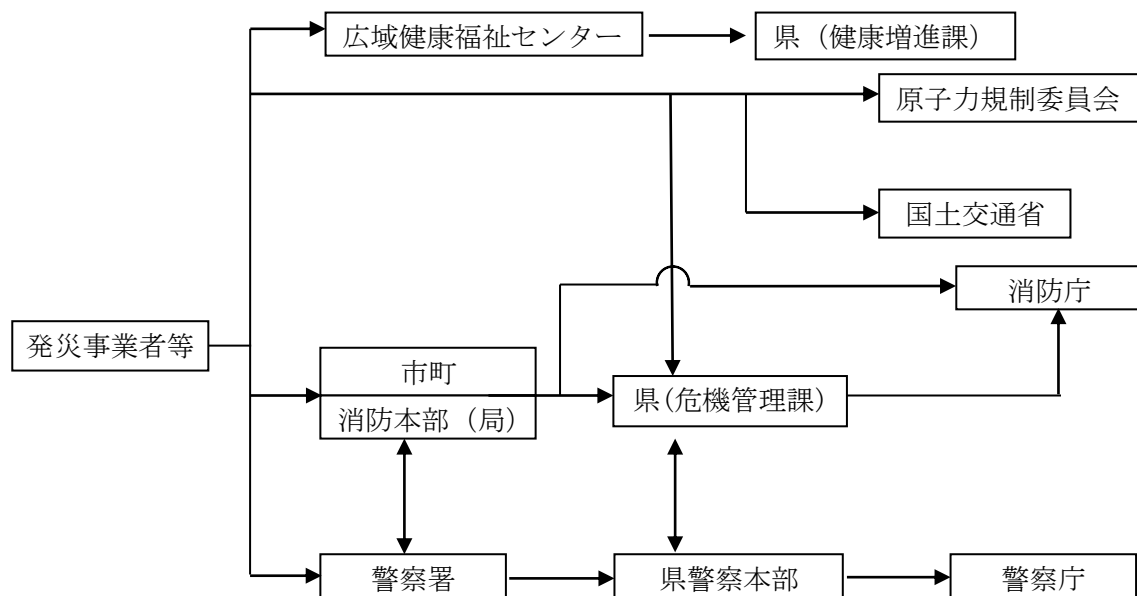 広域健康福祉センター
県（健康増進課）
原子力規制委員会
国土交通省
消防庁
発災事業者等
市町
消防本部（局）
県（危機管理課）
警察署
県警察本部
警察庁